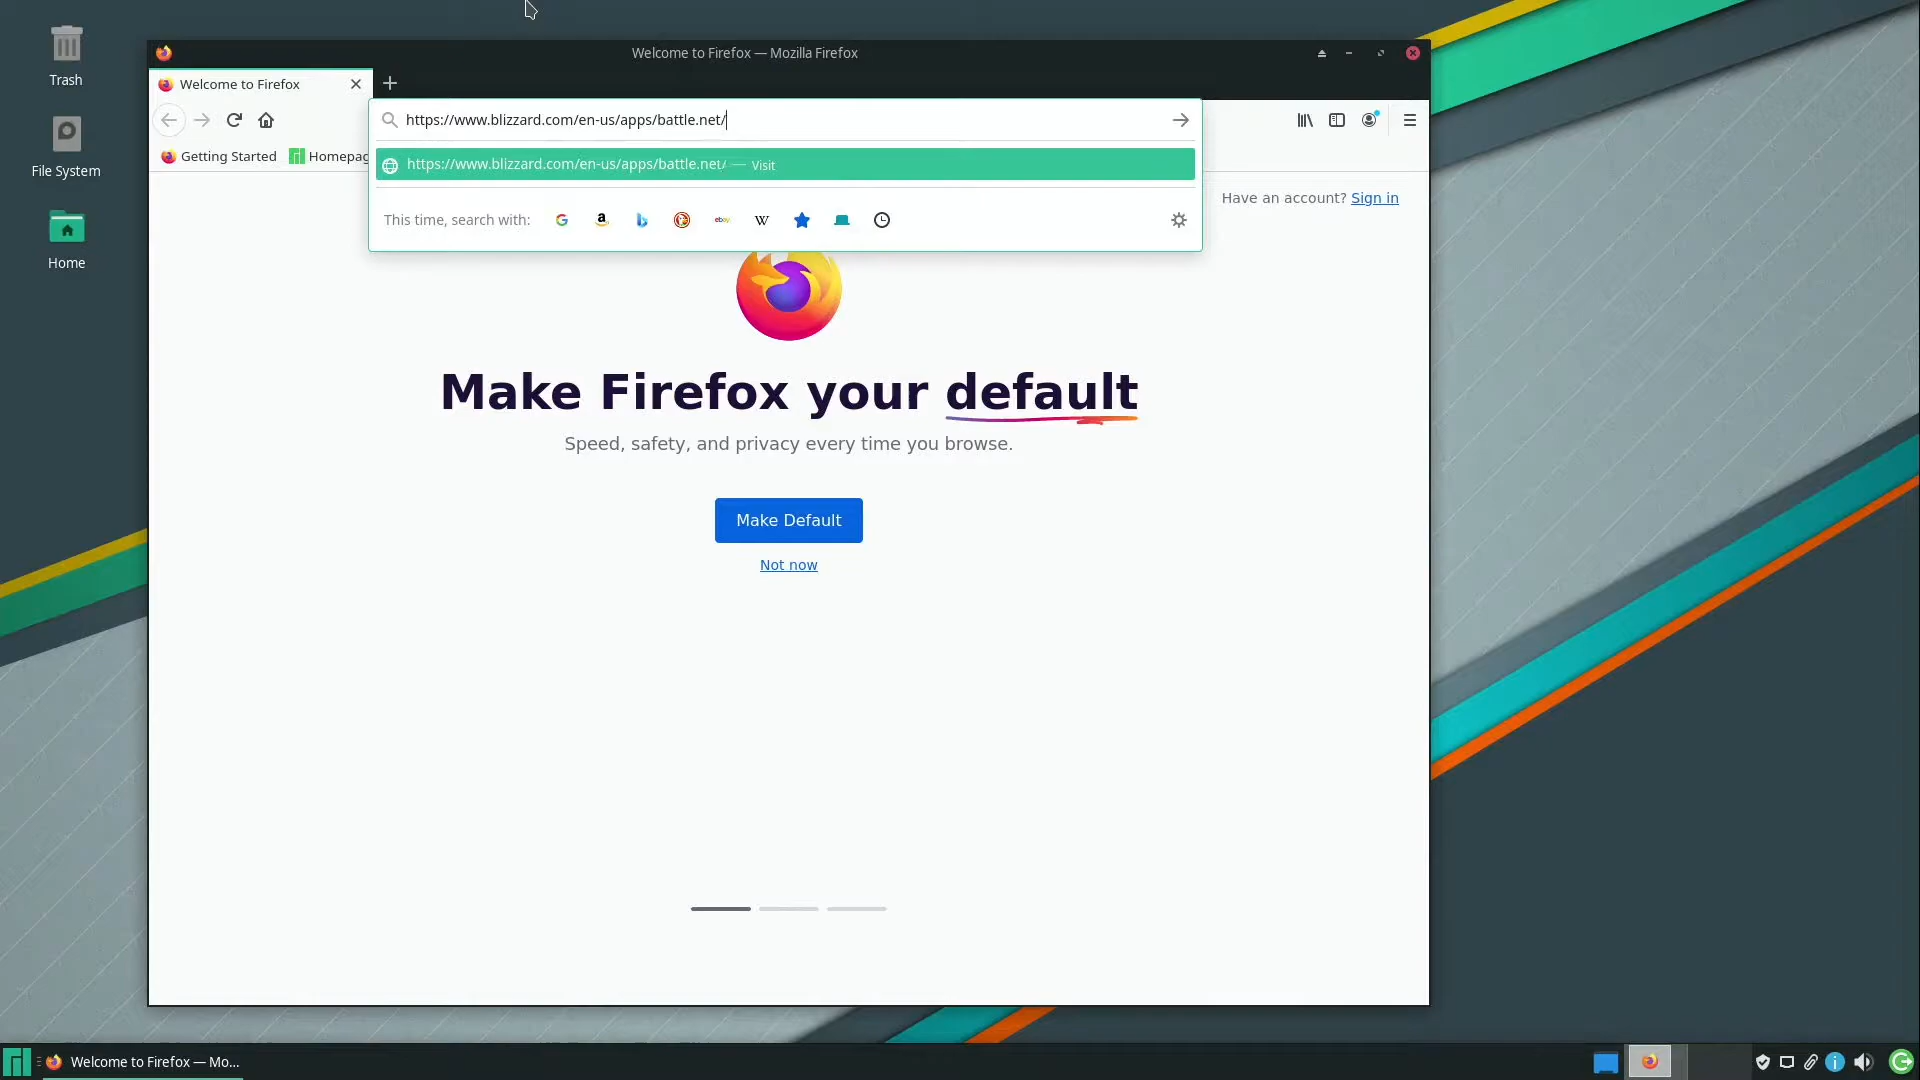 Trash
File System
Home
Welcome to Firefox — Mozilla Firefox
Welcome to Firefox
https://www.blizzard.com/en-us/apps/battle.net/
Getting Started
Homepag
https://www.blizzard.com/en-us/apps/battle.net/ — Visit
This time, search with:
Have an account? Sign in
Make Firefox your default
Speed, safety, and privacy every time you browse.
Make Default
Not now
Welcome to Firefox — Mo...